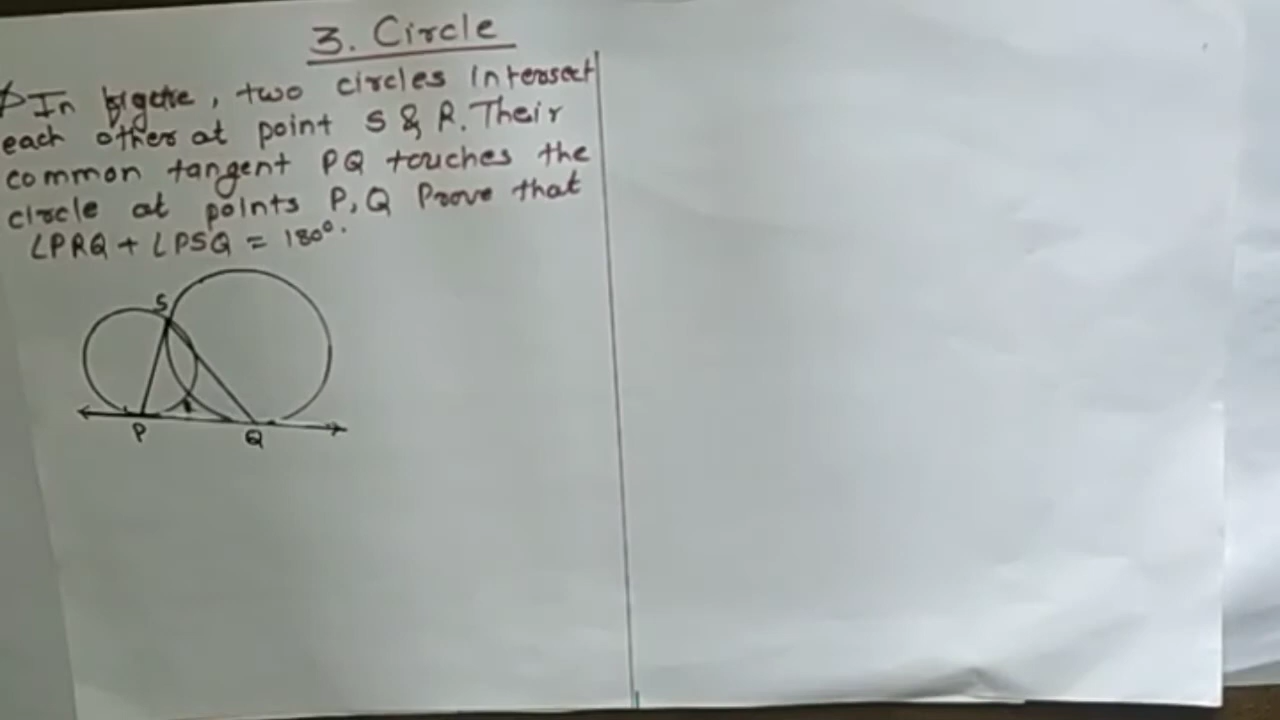 3. Circle
In figure, two circles Intersect
each other at point S & R. Their
common tangent PQ touches the
circle at points P, Q Prove that
∠PRQ + ∠PSQ = 180°.
S
P
Q